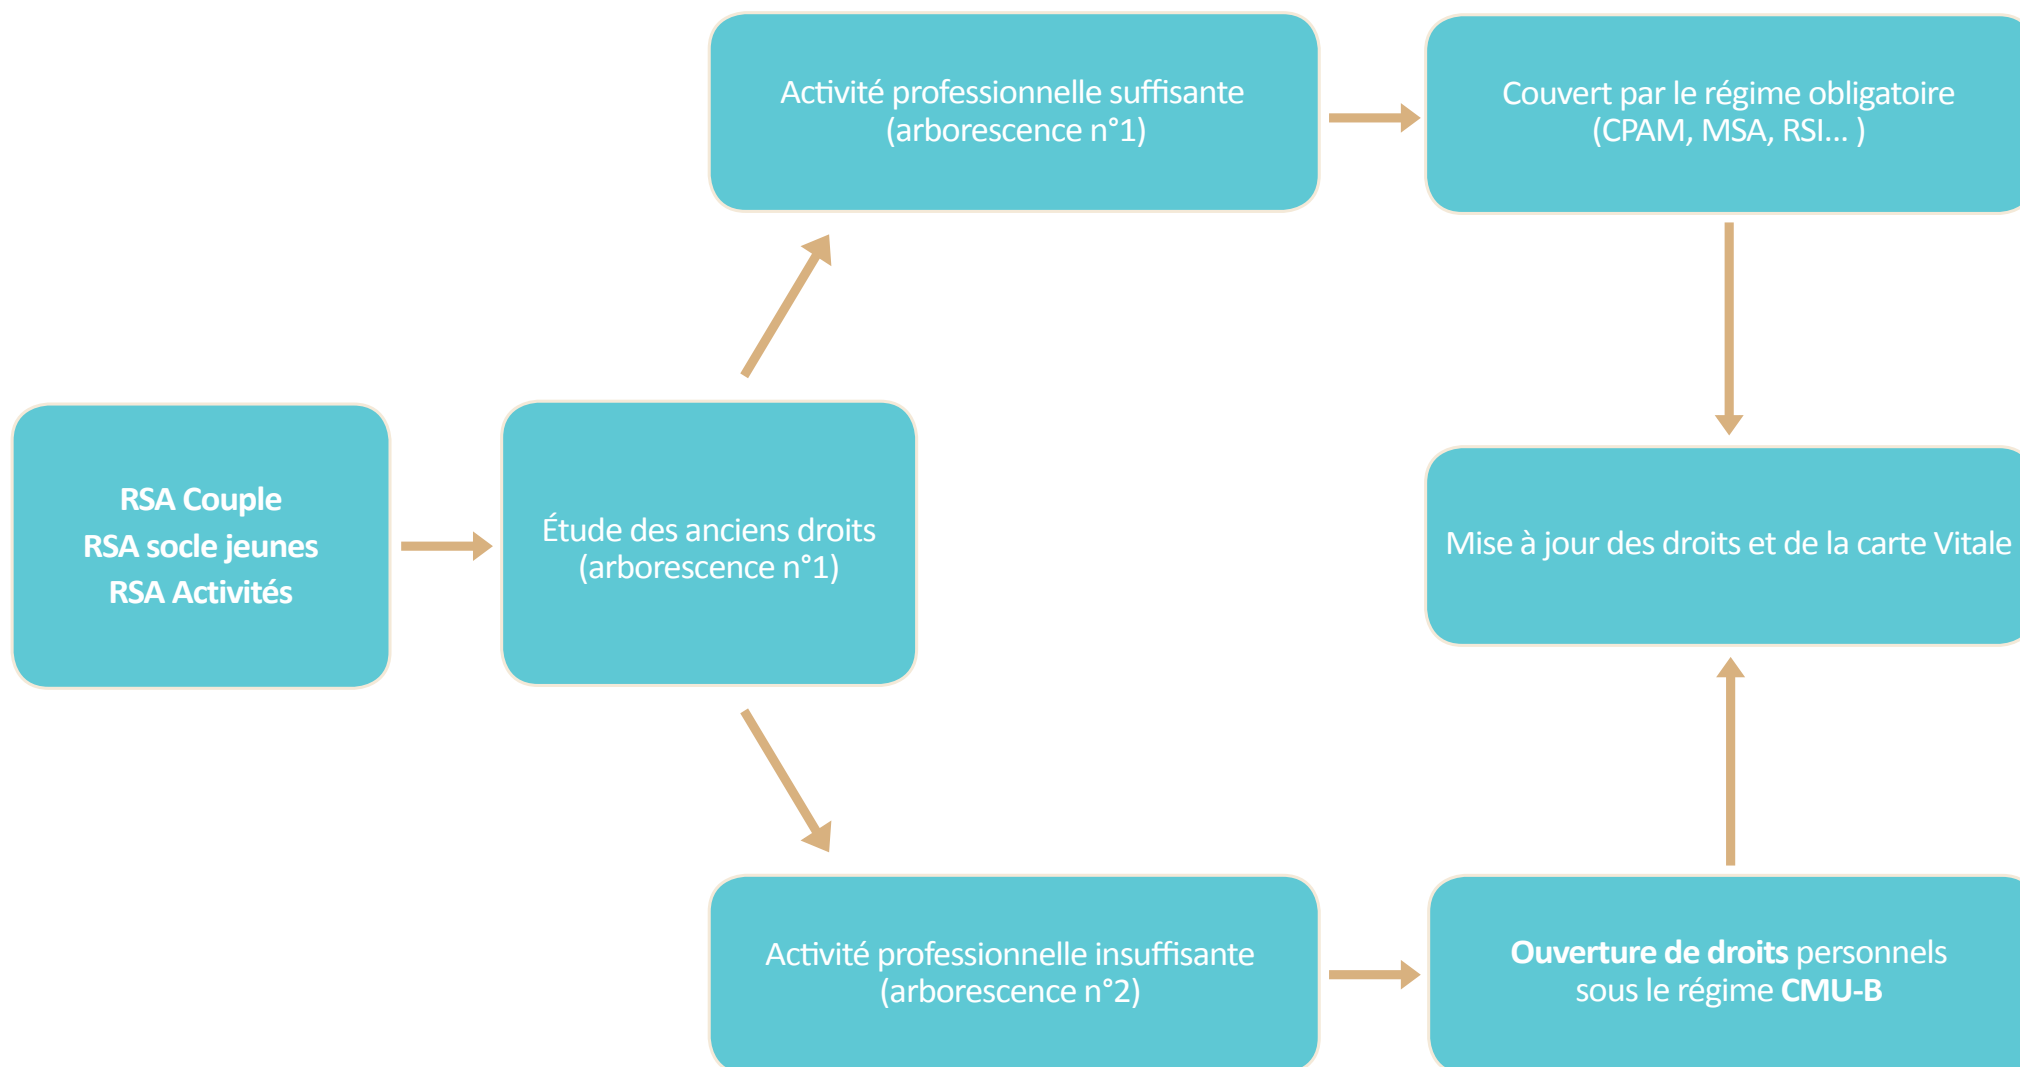 Activité professionnelle suffisante
(arborescence n°1)
Couvert par le régime obligatoire
(CPAM, MSA, RSI... )
RSA Couple
RSA socle jeunes
RSA Activités
Étude des anciens droits
(arborescence n°1)
Mise à jour des droits et de la carte Vitale
Activité professionnelle insuffisante
(arborescence n°2)
Ouverture de droits personnels
sous le régime CMU-B